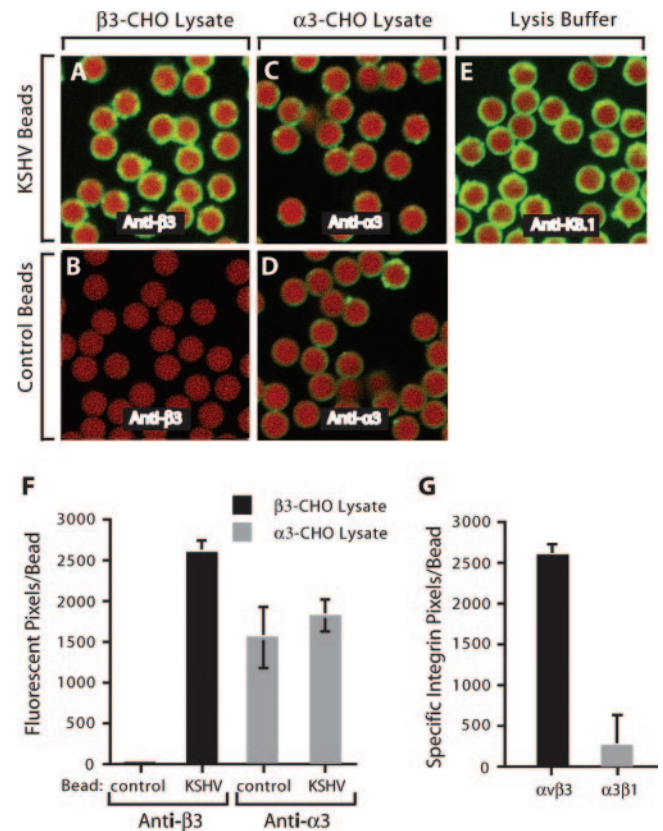 β3-CHO Lysate α3-CHO Lysate Lysis Buffer
KSHV Beads
A C E
Anti-β3 Anti-α3 Anti-K8.1
Control Beads
B D
Anti-β3 Anti-α3
F
β3-CHO Lysate
α3-CHO Lysate
Fluorescent Pixels/Bead
3000
2500
2000
1500
1000
500
0
Bead: control KSHV control KSHV
Anti-β3 Anti-α3
G
Specific Integrin Pixels/Bead
3000
2500
2000
1500
1000
500
0
αvβ3 α3β1